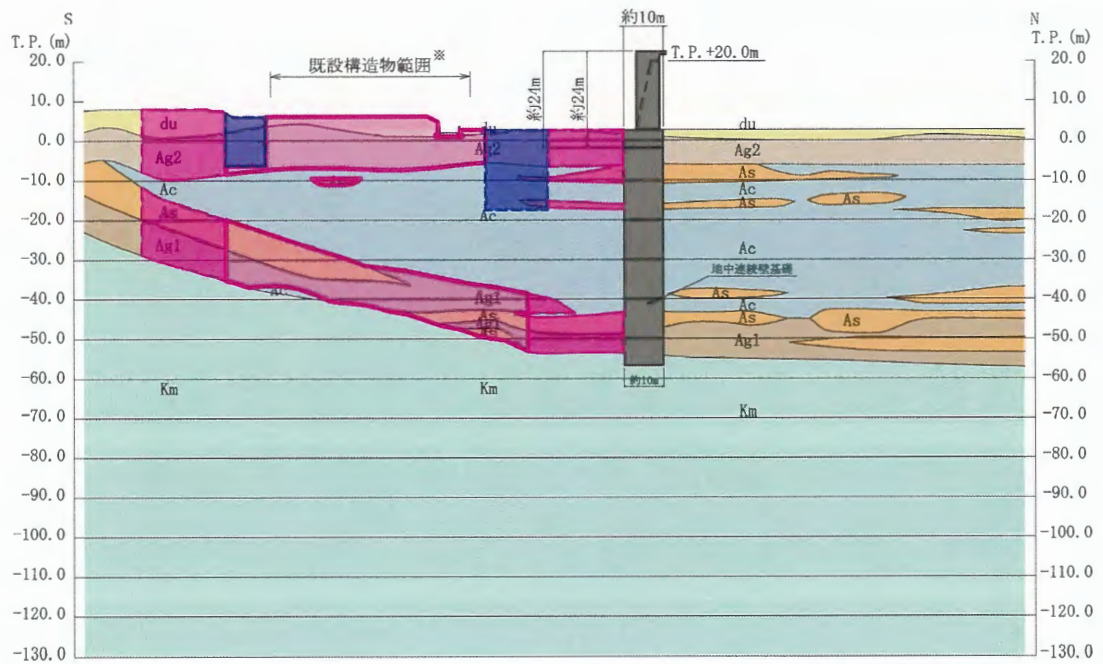 S
T.P.(m)
20.0
10.0
0.0
-10.0
-20.0
-30.0
-40.0
-50.0
-60.0
-70.0
-80.0
-90.0
-100.0
-110.0
-120.0
-130.0
既設構造物範囲※
約10m
T.P.+20.0m
約24m
約24m
N
T.P.(m)
20.0
10.0
0.0
-10.0
-20.0
-30.0
-40.0
-50.0
-60.0
-70.0
-80.0
-90.0
-100.0
-110.0
-120.0
-130.0
du
du
du
Ag2
Ag2
Ag2
As
Ac
Ac
As
As
As
Ac
Ag1
Ac
地中連続壁基礎
As
Ac
Ag1
As
Ag1
As
As
As
Ag1
約10m
Km
Km
Km